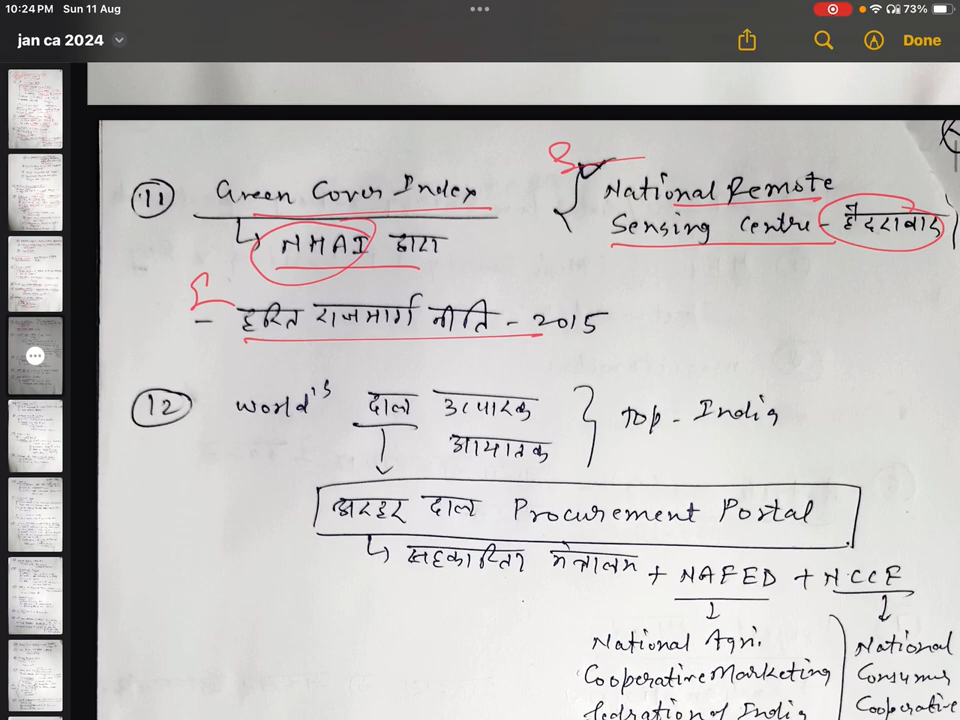 10:24 PM Sun 11 Aug
73%
jan ca 2024
Done
11 Green Cover Index
NHAI द्वारा
National Remote
Sensing Centre - हैदराबाद
- हरित राजमार्ग नीति - 2015
12 World's दाल उत्पादक
आयातक
Top - India
अरहर दाल Procurement Portal
सहकारिता मंत्रालय + NAFED + NCCF
National Agri.
Cooperative Marketing
fedration of India
National
Consumer
Cooperative